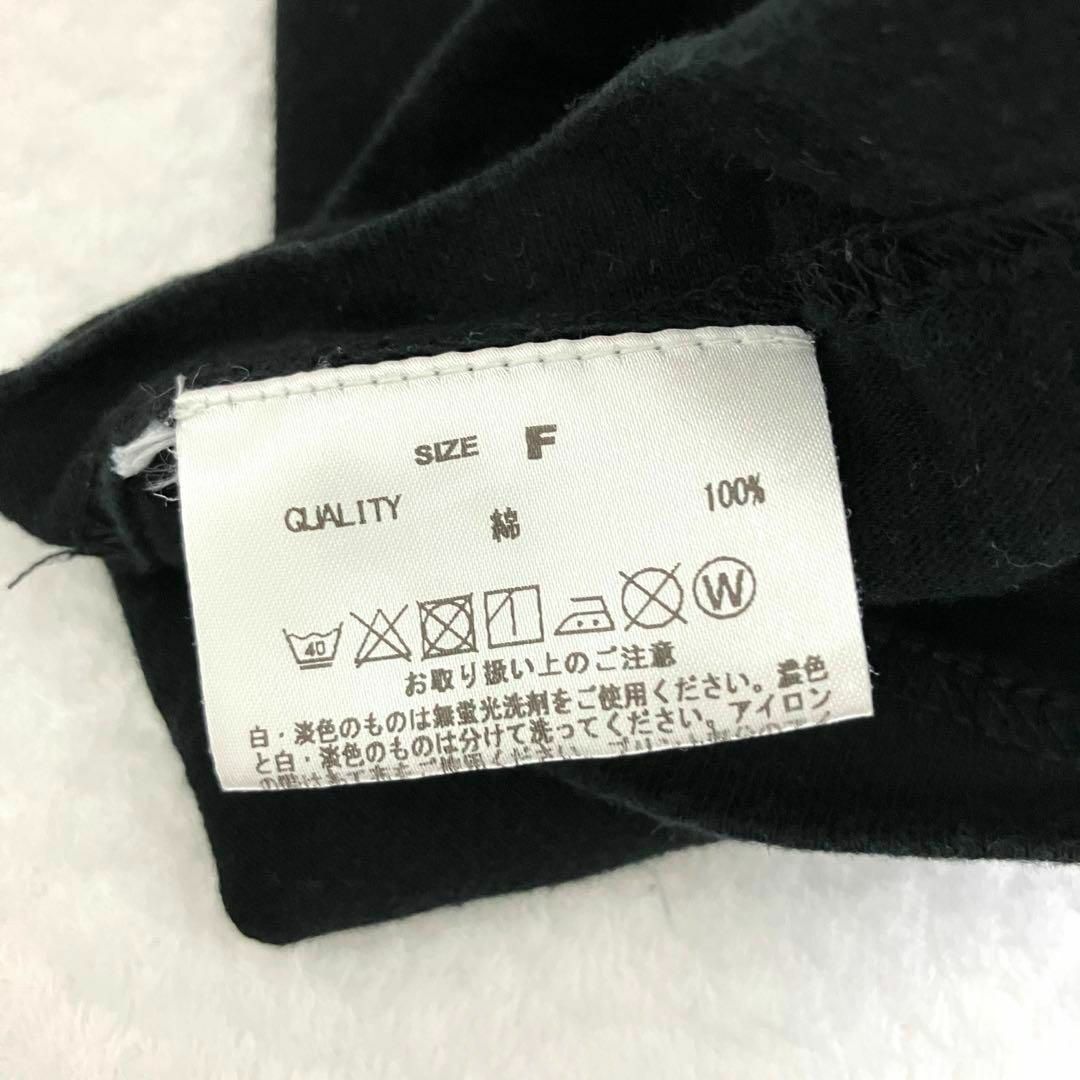 SIZE F
QUALITY 綿 100%
40 W
お取り扱い上のご注意
白・淡色のものは無蛍光洗剤をご使用ください。濃色
と白・淡色のものは分けて洗ってください。アイロン